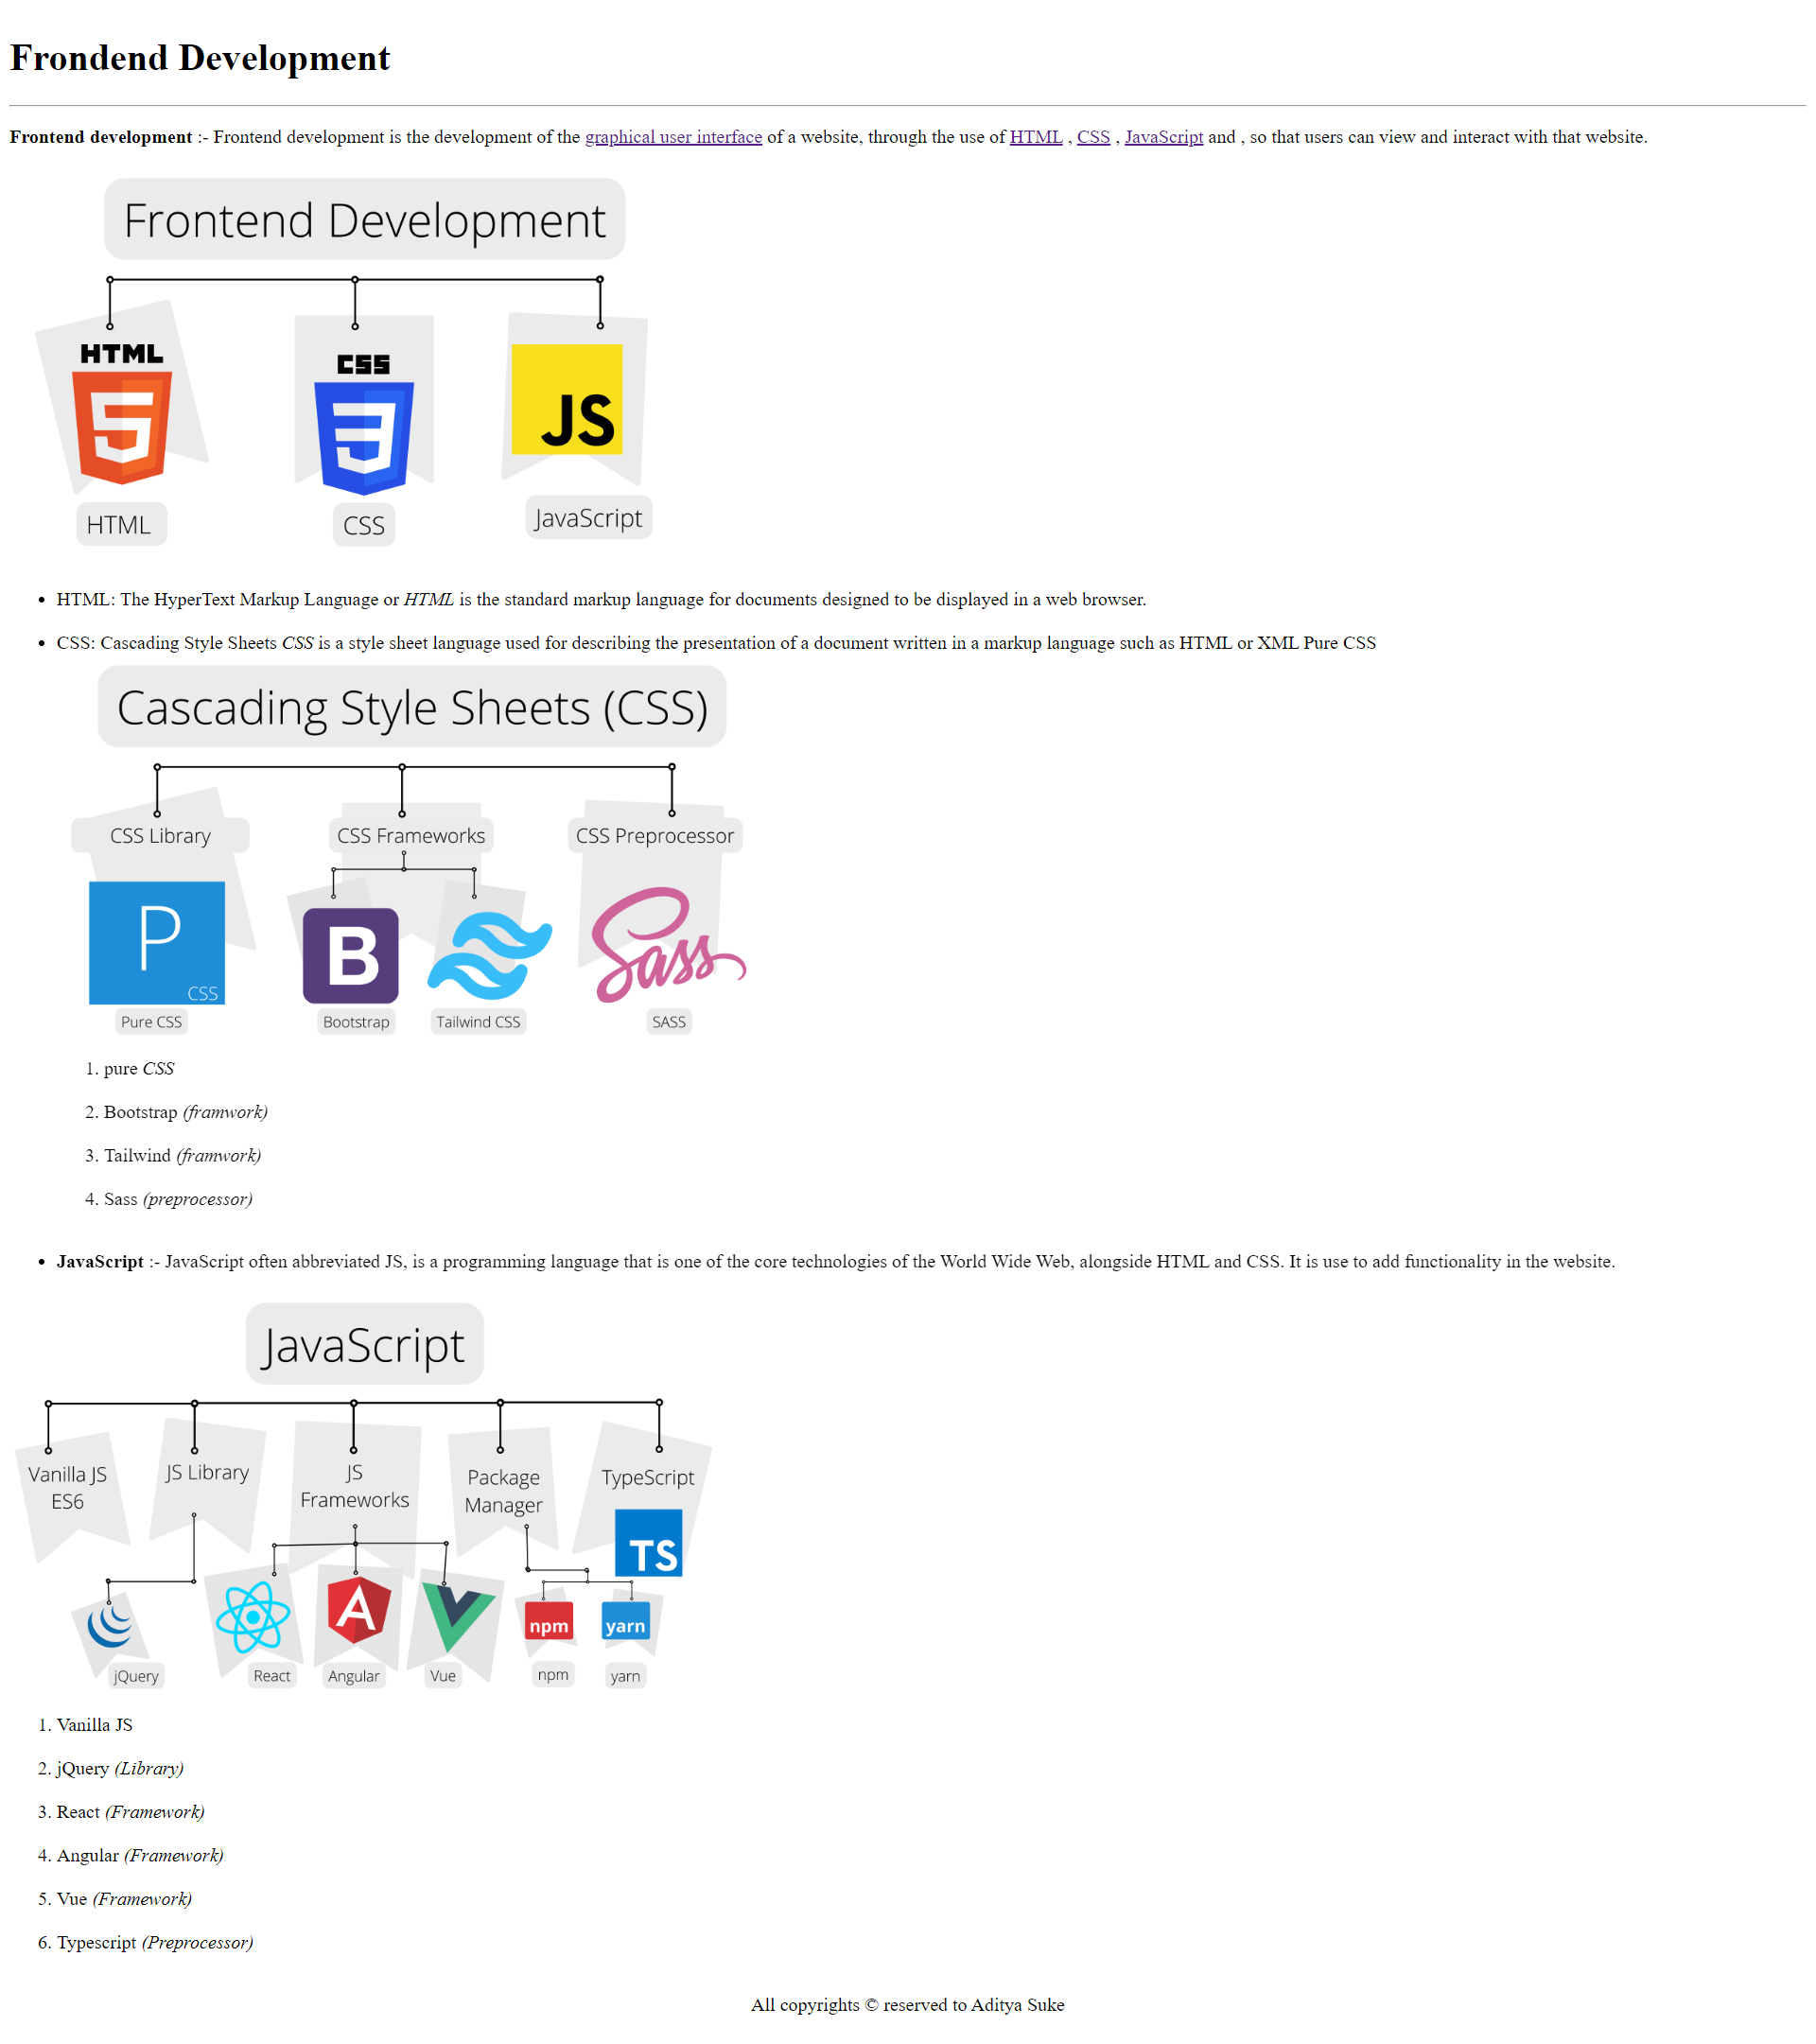 Frondend Development
Frontend development :- Frontend development is the development of the graphical user interface of a website, through the use of HTML , CSS , JavaScript and , so that users can view and interact with that website.
Frontend Development
HTML
CSS
JS
HTML
CSS
JavaScript
• HTML: The HyperText Markup Language or HTML is the standard markup language for documents designed to be displayed in a web browser.
• CSS: Cascading Style Sheets CSS is a style sheet language used for describing the presentation of a document written in a markup language such as HTML or XML Pure CSS
Cascading Style Sheets (CSS)
CSS Library
CSS Frameworks
CSS Preprocessor
P
CSS
B
Sass
Pure CSS
Bootstrap
Tailwind CSS
SASS
1. pure CSS
2. Bootstrap (framwork)
3. Tailwind (framwork)
4. Sass (preprocessor)
• JavaScript :- JavaScript often abbreviated JS, is a programming language that is one of the core technologies of the World Wide Web, alongside HTML and CSS. It is use to add functionality in the website.
JavaScript
Vanilla JS
ES6
JS Library
JS
Frameworks
Package
Manager
TypeScript
TS
A
npm
yarn
jQuery
React
Angular
Vue
npm
yarn
1. Vanilla JS
2. jQuery (Library)
3. React (Framework)
4. Angular (Framework)
5. Vue (Framework)
6. Typescript (Preprocessor)
All copyrights © reserved to Aditya Suke